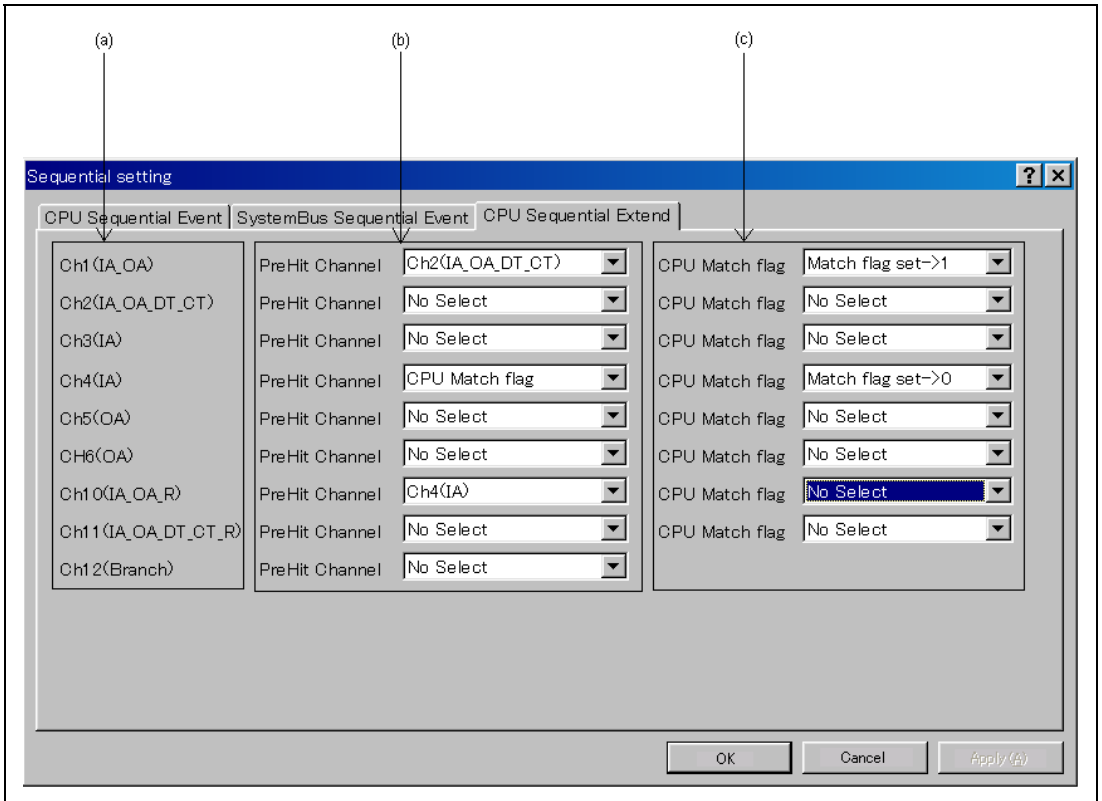 (a) (b) (c)
Sequential setting
CPU Sequential Event SystemBus Sequential Event CPU Sequential Extend
Ch1(IA_OA) PreHit Channel Ch2(IA_OA_DT_CT) CPU Match flag Match flag set->1
Ch2(IA_OA_DT_CT) PreHit Channel No Select CPU Match flag No Select
Ch3(IA) PreHit Channel No Select CPU Match flag No Select
Ch4(IA) PreHit Channel CPU Match flag CPU Match flag Match flag set->0
Ch5(OA) PreHit Channel No Select CPU Match flag No Select
CH6(OA) PreHit Channel No Select CPU Match flag No Select
Ch10(IA_OA_R) PreHit Channel Ch4(IA) CPU Match flag No Select
Ch11(IA_OA_DT_CT_R) PreHit Channel No Select CPU Match flag No Select
Ch12(Branch) PreHit Channel No Select
OK Cancel Apply(A)